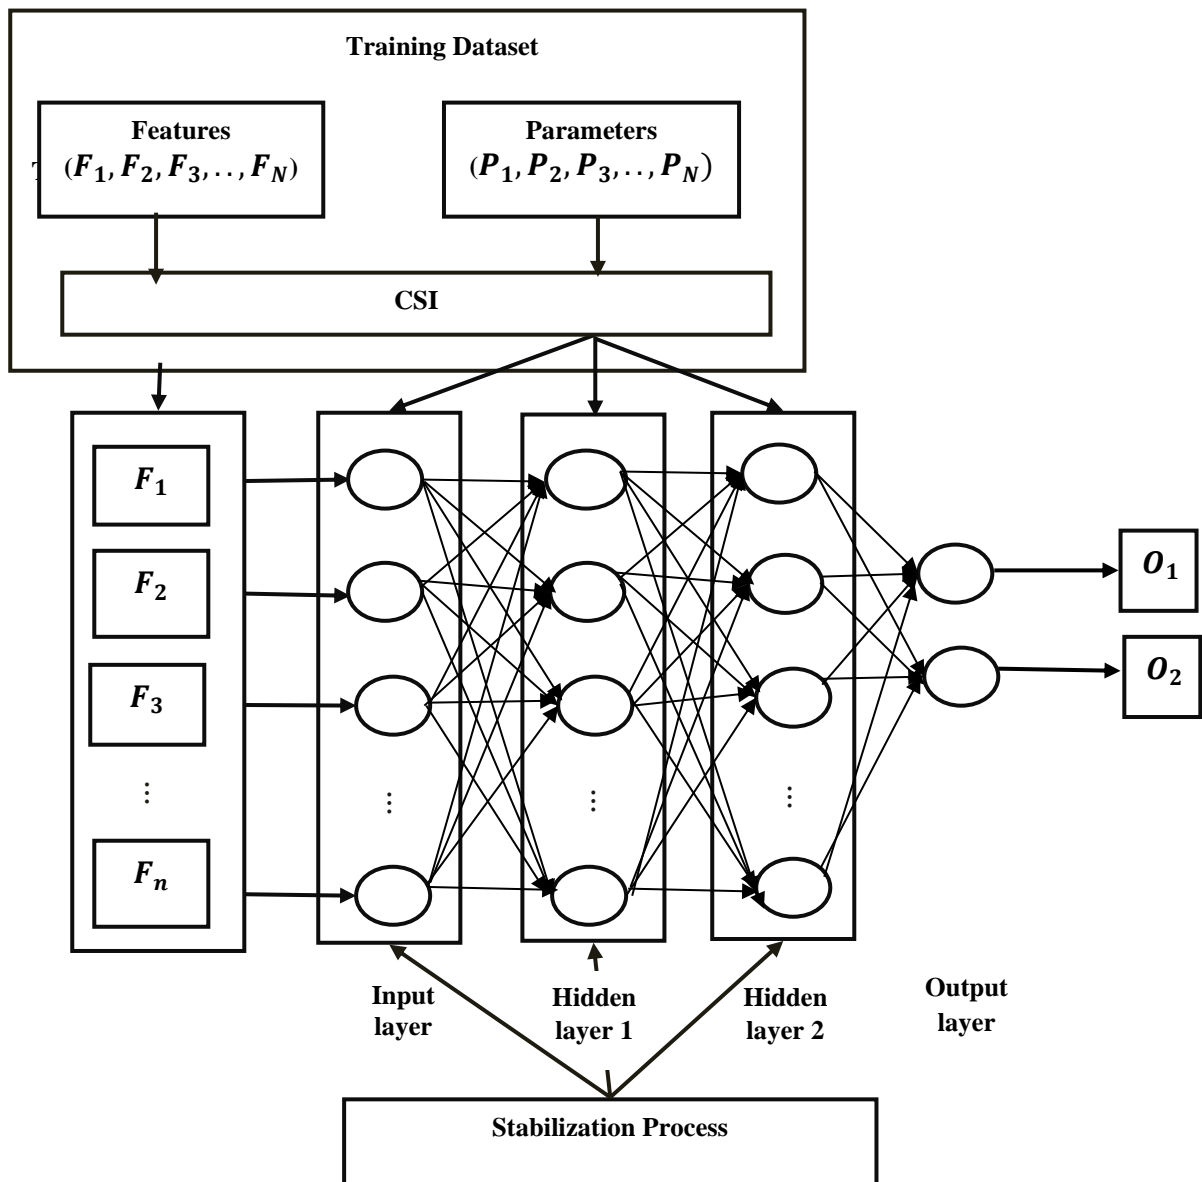 Training Dataset
Features
(F₁, F₂, F₃, . . , F_N)
Parameters
(P₁, P₂, P₃, . . , P_N)
CSI
F₁
F₂
F₃
⋮
F_n
⋮
⋮
⋮
O₁
O₂
Input
layer
Hidden
layer 1
Hidden
layer 2
Output
layer
Stabilization Process